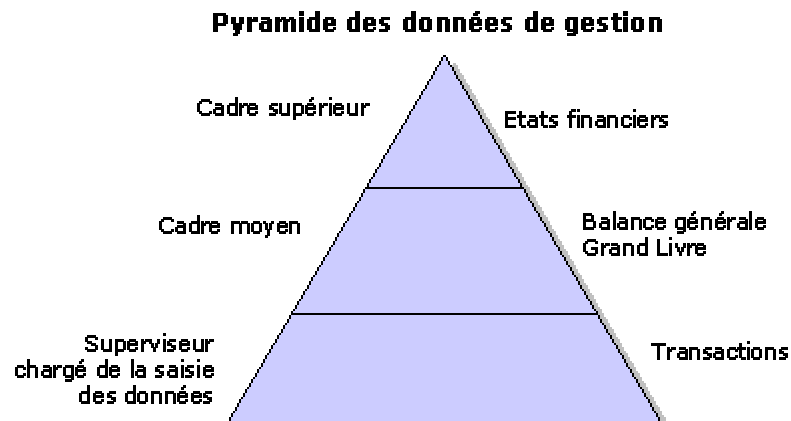 Pyramide des données de gestion
Cadre supérieur
Etats financiers
Cadre moyen
Balance générale
Grand Livre
Superviseur
chargé de la saisie
des données
Transactions